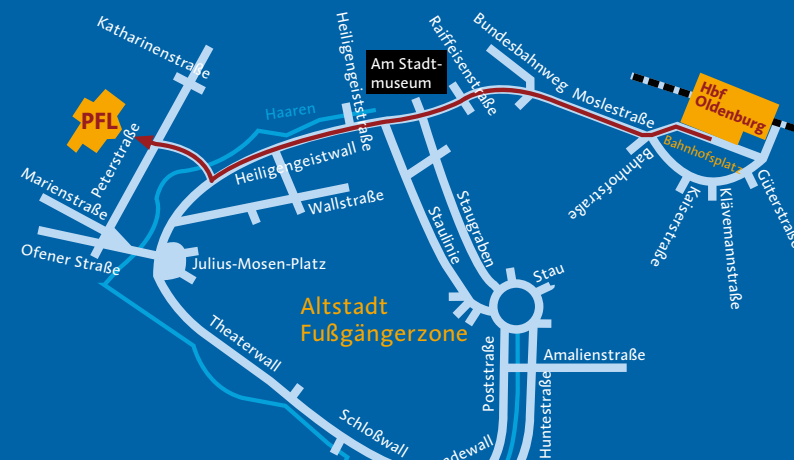 Katharinenstraße
Heiligengeiststraße
Raiffeisenstraße
Bundesbahnweg
Am Stadt-
museum
Hbf
Oldenburg
Moslestraße
Haaren
PFL
Peterstraße
Bahnhofsplatz
Bahnhofstraße
Heiligengeistwall
Marienstraße
Wallstraße
Kaiserstraße
Klävemannstraße
Güterstraße
Staugraben
Staulinie
Ofener Straße
Julius-Mosen-Platz
Stau
Altstadt
Fußgängerzone
Theaterwall
Poststraße
Amalienstraße
Huntestraße
Schloßwall
dewall